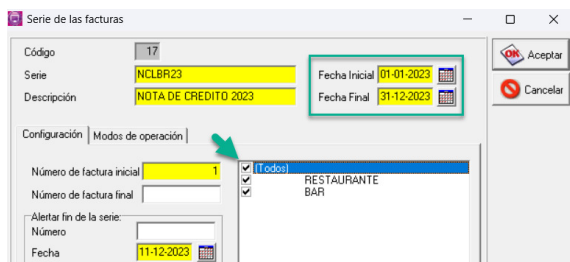 Serie de las facturas
Código 17
Aceptar
Serie NCLBR23 Fecha Inicial 01-01-2023
Descripción NOTA DE CREDITO 2023 Fecha Final 31-12-2023
Cancelar
Configuración Modos de operación
Número de factura inicial 1
(Todos)
RESTAURANTE
Número de factura final
BAR
Alertar fin de la serie:
Número
Fecha 11-12-2023